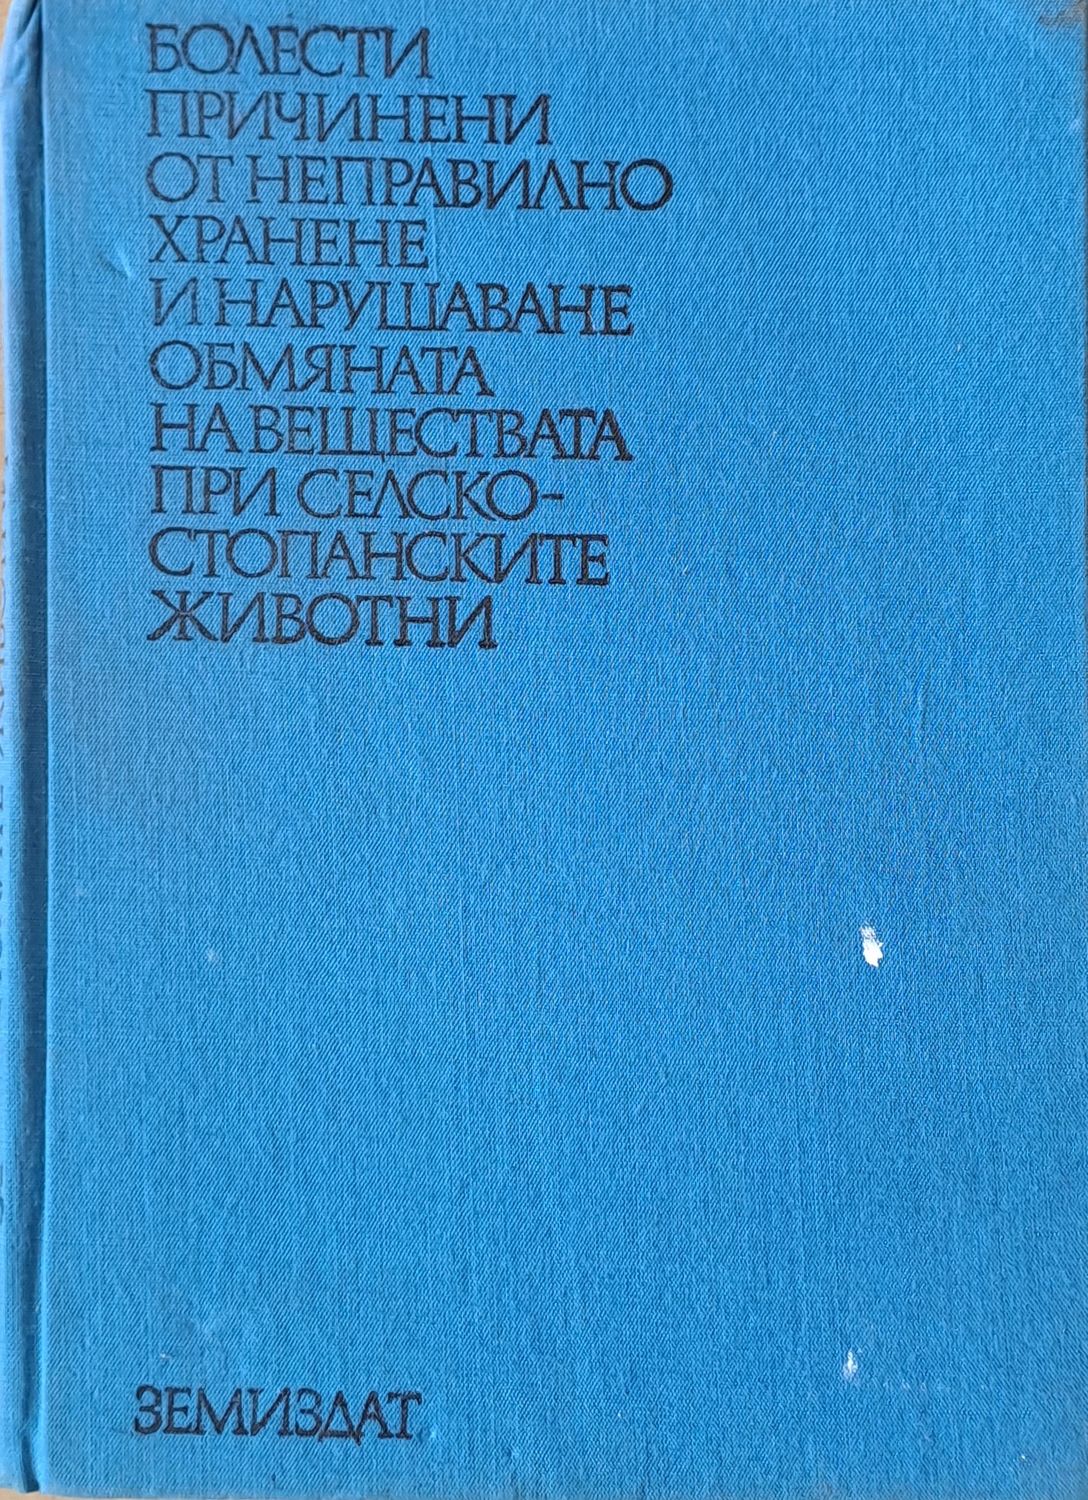 БОЛЕСТИ
ПРИЧИНЕНИ
ОТ НЕПРАВИЛНО
ХРАНЕНЕ
И НАРУШАВАНЕ
ОБМЯНАТА
НА ВЕЩЕСТВАТА
ПРИ СЕЛСКО-
СТОПАНСКИТЕ
ЖИВОТНИ
ЗЕМИЗДАТ